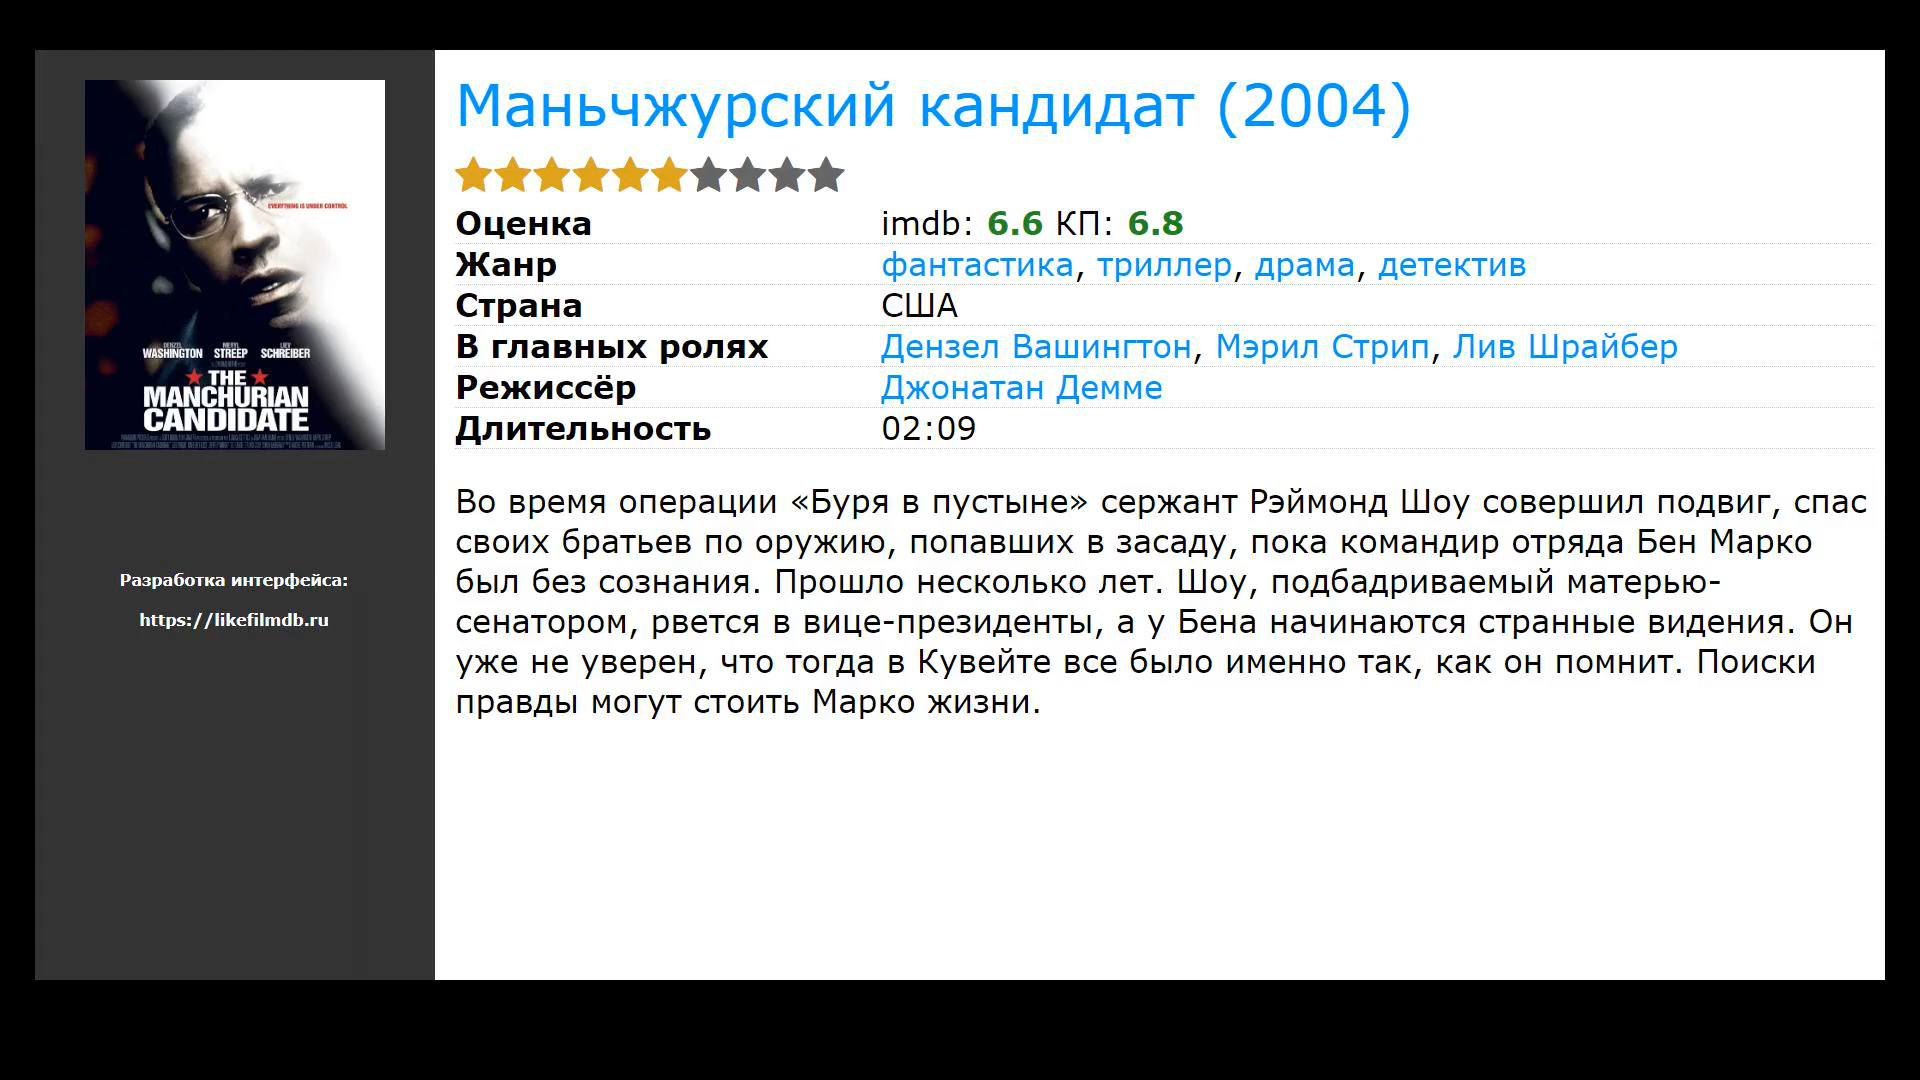 Маньчжурский кандидат (2004)
Оценка imdb: 6.6 КП: 6.8
Жанр фантастика, триллер, драма, детектив
Страна США
В главных ролях Дензел Вашингтон, Мэрил Стрип, Лив Шрайбер
Режиссёр Джонатан Демме
Длительность 02:09
Во время операции «Буря в пустыне» сержант Рэймонд Шоу совершил подвиг, спас
своих братьев по оружию, попавших в засаду, пока командир отряда Бен Марко
был без сознания. Прошло несколько лет. Шоу, подбадриваемый матерью-
сенатором, рвется в вице-президенты, а у Бена начинаются странные видения. Он
уже не уверен, что тогда в Кувейте все было именно так, как он помнит. Поиски
правды могут стоить Марко жизни.
EVERYTHING IS UNDER CONTROL
DENZEL MERYL LIEV
WASHINGTON STREEP SCHREIBER
THE
MANCHURIAN
CANDIDATE
Разработка интерфейса:
https://likefilmdb.ru